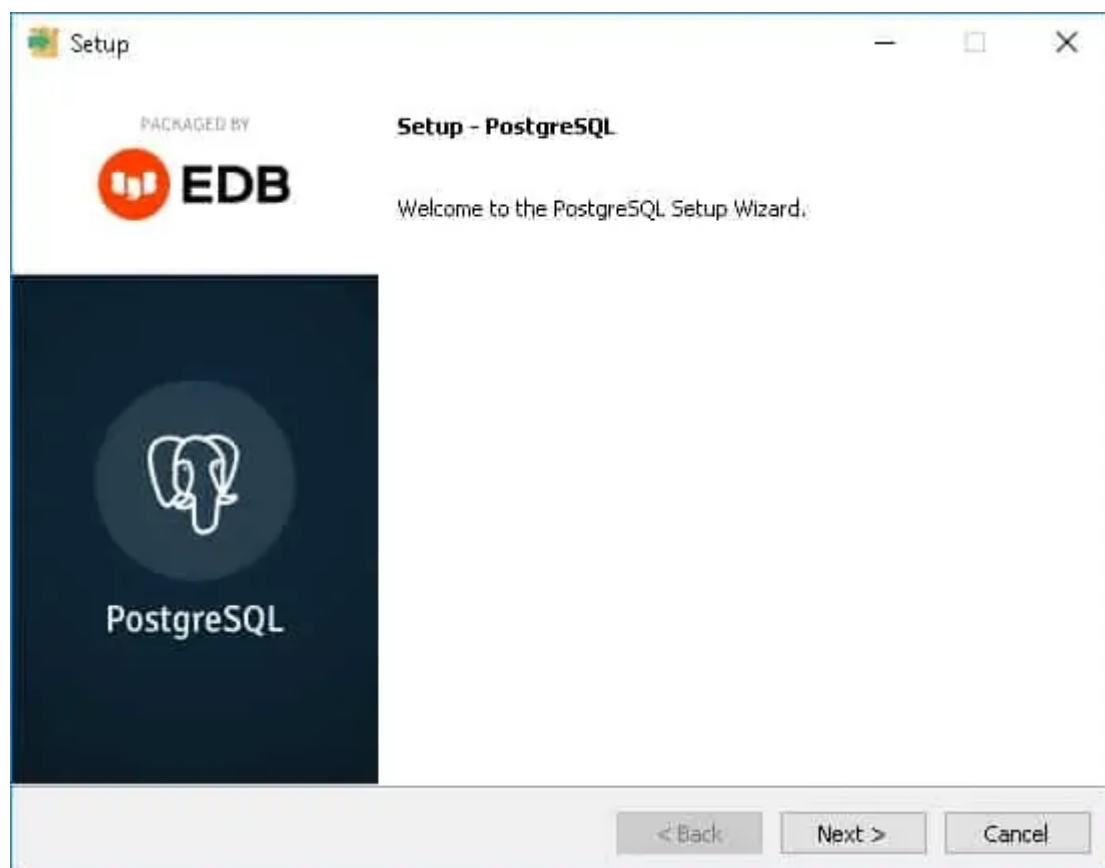 Setup
PACKAGED BY
EDB
Setup - PostgreSQL
Welcome to the PostgreSQL Setup Wizard.
PostgreSQL
< Back
Next >
Cancel